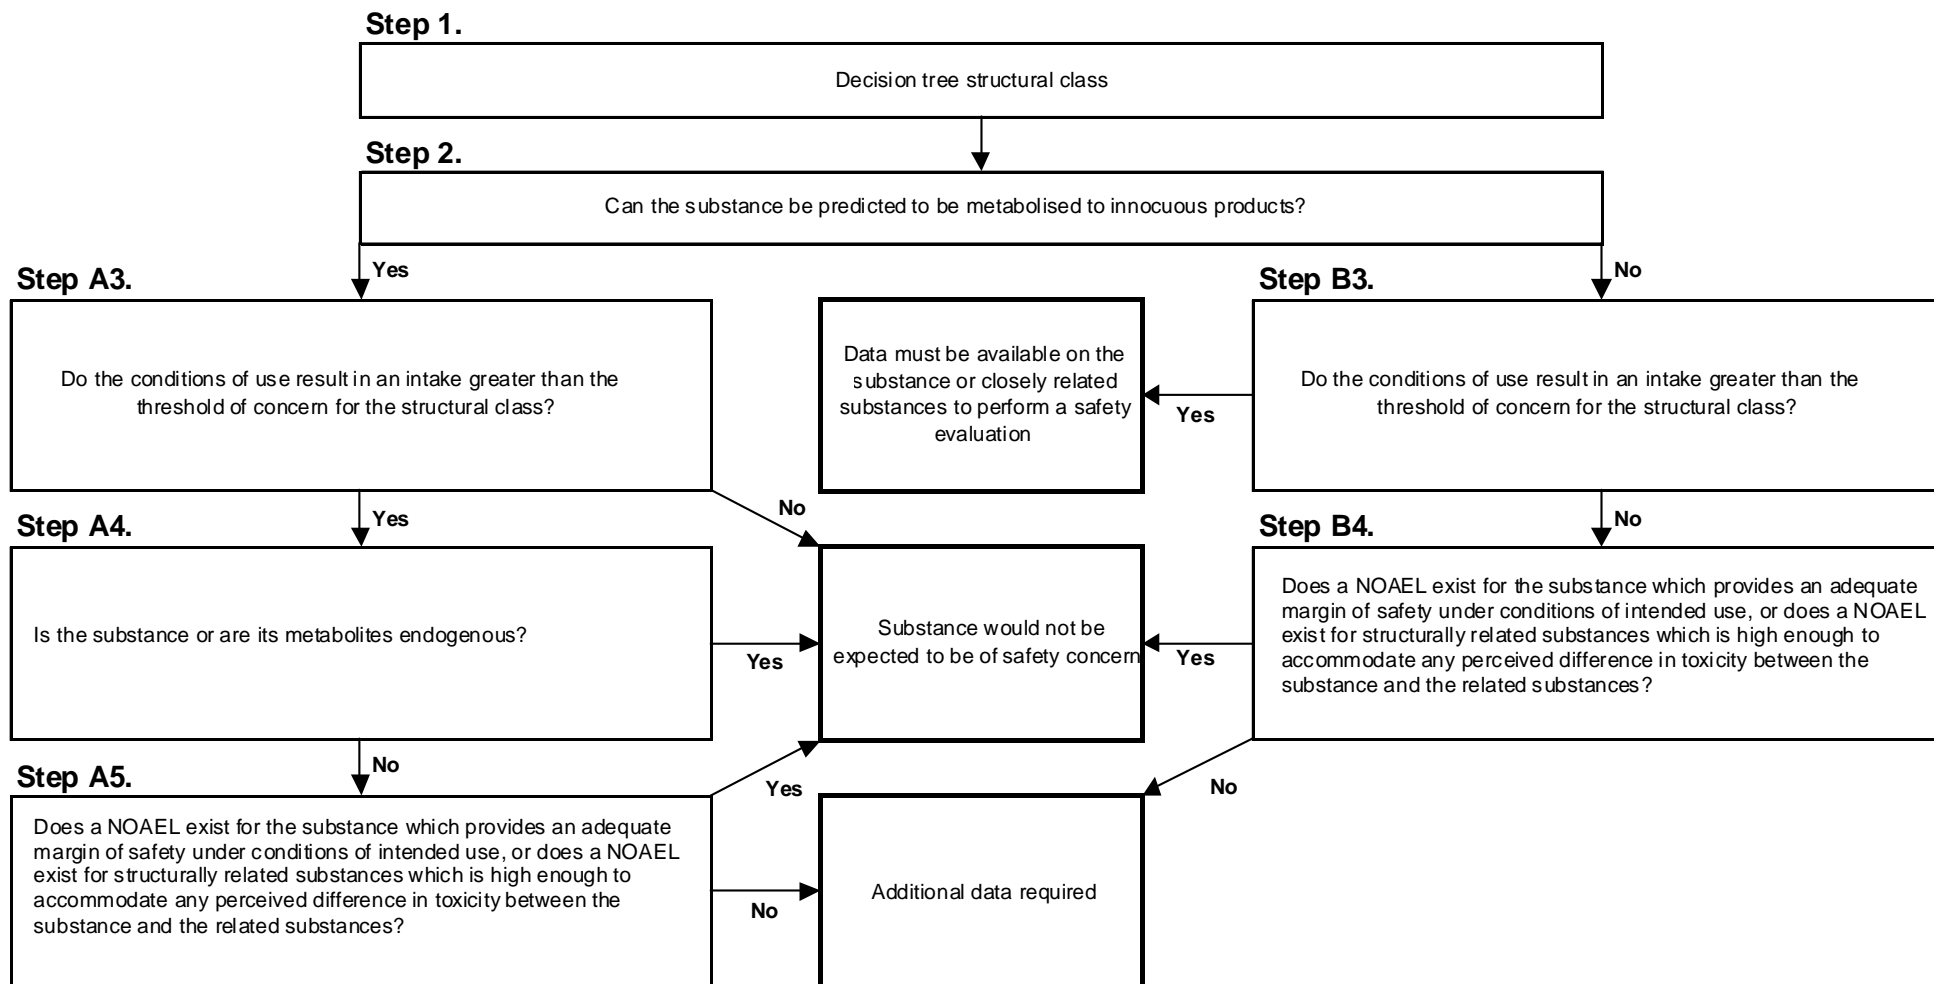 Step 1.
Decision tree structural class
Step 2.
Can the substance be predicted to be metabolised to innocuous products?
Yes
No
Step A3.
Do the conditions of use result in an intake greater than the
threshold of concern for the structural class?
Data must be available on the
substance or closely related
substances to perform a safety
evaluation
Yes
Step B3.
Do the conditions of use result in an intake greater than the
threshold of concern for the structural class?
Yes
No
No
Step A4.
Is the substance or are its metabolites endogenous?
Yes
Substance would not be
expected to be of safety concern
Yes
Step B4.
Does a NOAEL exist for the substance which provides an adequate
margin of safety under conditions of intended use, or does a NOAEL
exist for structurally related substances which is high enough to
accommodate any perceived difference in toxicity between the
substance and the related substances?
No
Yes
No
Step A5.
Does a NOAEL exist for the substance which provides an adequate
margin of safety under conditions of intended use, or does a NOAEL
exist for structurally related substances which is high enough to
accommodate any perceived difference in toxicity between the
substance and the related substances?
No
Additional data required